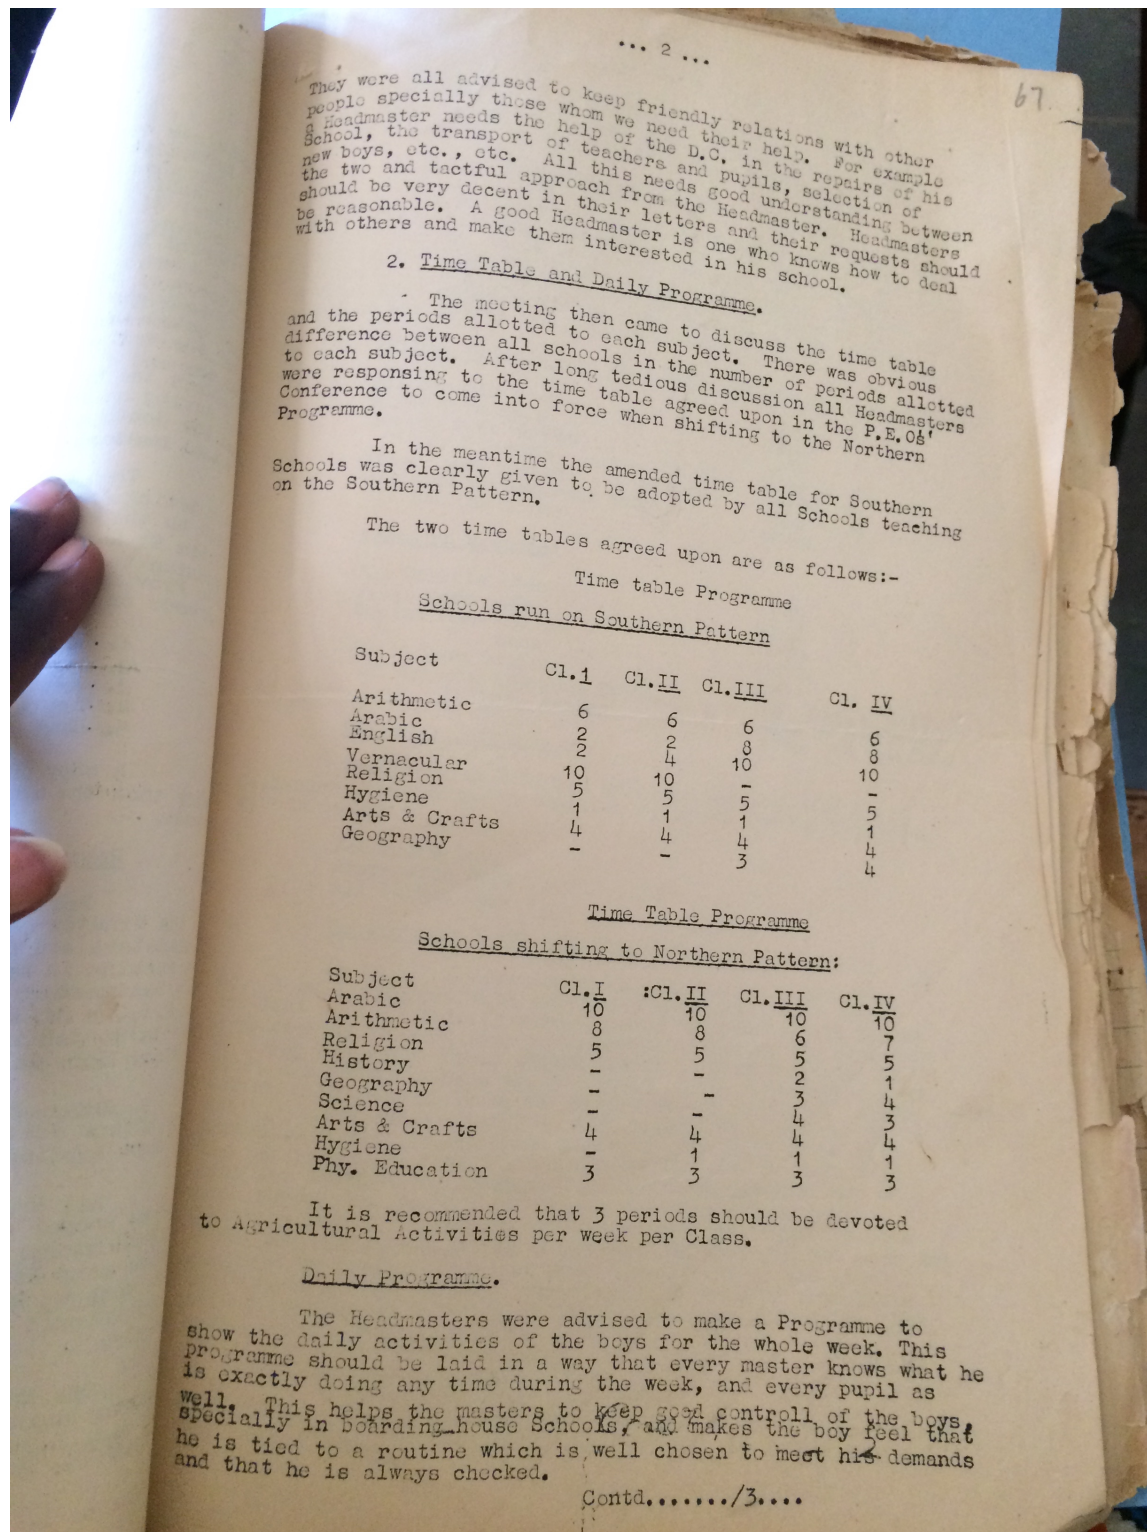 ... 2 ...
67.
They were all advised to keep friendly relations with other
people specially those whom we need their help. For example
a Headmaster needs the help of the D.C. in the repairs of his
School, the transport of teachers and pupils, selection of
new boys, etc., etc. All this needs good understanding between
the two and tactful approach from the Headmaster. Headmasters
should be very decent in their letters and their requests should
be reasonable. A good Headmaster is one who knows how to deal
with others and make them interested in his school.
2. Time Table and Daily Programme.
The meeting then came to discuss the time table
and the periods allotted to each subject. There was obvious
difference between all schools in the number of periods allotted
to each subject. After long tedious discussion all Headmasters
were responsing to the time table agreed upon in the P.E.Os'
Conference to come into force when shifting to the Northern
Programme.
In the meantime the amended time table for Southern
Schools was clearly given to be adopted by all Schools teaching
on the Southern Pattern.
The two time tables agreed upon are as follows:-
Time table Programme
Schools run on Southern Pattern
Subject Cl.1 Cl.II Cl.III Cl. IV
Arithmetic 6 6 6 6
Arabic 2 2 8 8
English 2 4 10 10
Vernacular 10 10 - -
Religion 5 5 5 5
Hygiene 1 1 1 1
Arts & Crafts 4 4 4 4
Geography - - 3 4
Time Table Programme
Schools shifting to Northern Pattern:
Subject Cl.I :Cl.II Cl.III Cl.IV
Arabic 10 10 10 10
Arithmetic 8 8 6 7
Religion 5 5 5 5
History - - 2 1
Geography - - 3 4
Science - - 4 3
Arts & Crafts 4 4 4 4
Hygiene - 1 1 1
Phy. Education 3 3 3 3
It is recommended that 3 periods should be devoted
to Agricultural Activities per week per Class.
Daily Programme.
The Headmasters were advised to make a Programme to
show the daily activities of the boys for the whole week. This
programme should be laid in a way that every master knows what he
is exactly doing any time during the week, and every pupil as
well. This helps the masters to keep good controll of the boys,
specially in boarding house Schools, and makes the boy feel that
he is tied to a routine which is well chosen to meet his demands
and that he is always checked.
Contd......./3....